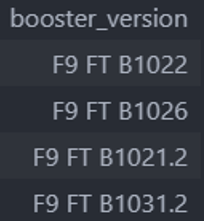 booster_version
F9 FT B1022
F9 FT B1026
F9 FT B1021.2
F9 FT B1031.2